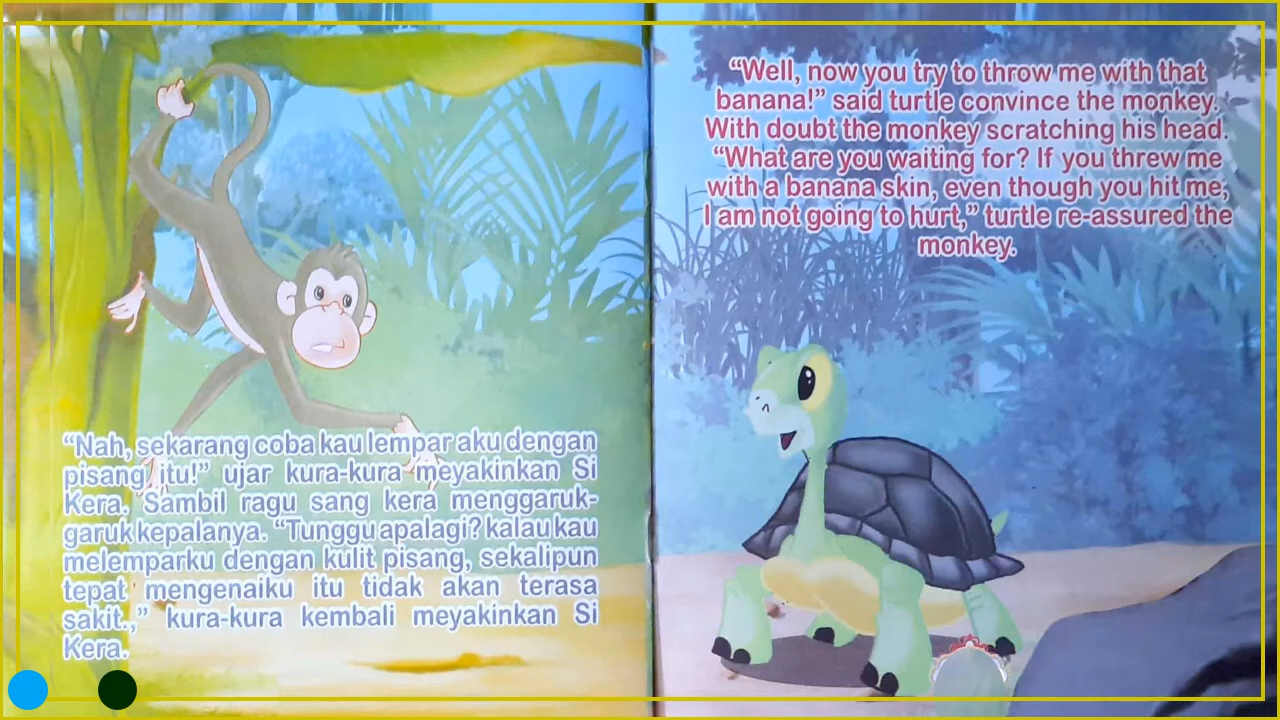 “Nah, sekarang coba kau lempar aku dengan
pisang itu!” ujar kura-kura meyakinkan Si
Kera. Sambil ragu sang kera menggaruk-
garuk kepalanya. “Tunggu apalagi? kalau kau
melemparku dengan kulit pisang, sekalipun
tepat mengenaiku itu tidak akan terasa
sakit.,” kura-kura kembali meyakinkan Si
Kera.
“Well, now you try to throw me with that
banana!” said turtle convince the monkey.
With doubt the monkey scratching his head.
“What are you waiting for? If you threw me
with a banana skin, even though you hit me,
I am not going to hurt,” turtle re-assured the
monkey.